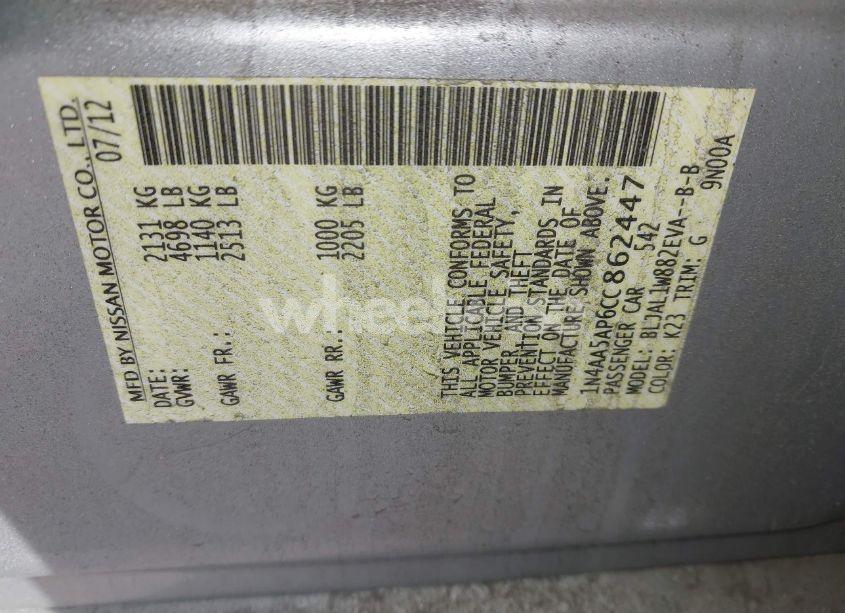 MFD BY NISSAN MOTOR CO., LTD.
DATE: 07/12
GVWR: 2131 KG
4698 LB
GAWR FR.: 1140 KG
2513 LB
GAWR RR.: 1000 KG
2205 LB
THIS VEHICLE CONFORMS TO
ALL APPLICABLE FEDERAL
MOTOR VEHICLE SAFETY,
BUMPER AND THEFT
PREVENTION STANDARDS IN
EFFECT ON THE DATE OF
MANUFACTURE SHOWN ABOVE.
1N4AA5AP6CC862447
PASSENGER CAR 542
MODEL: BLJAL1W882EVA--B-B
COLOR: K23 TRIM: G 9N00A